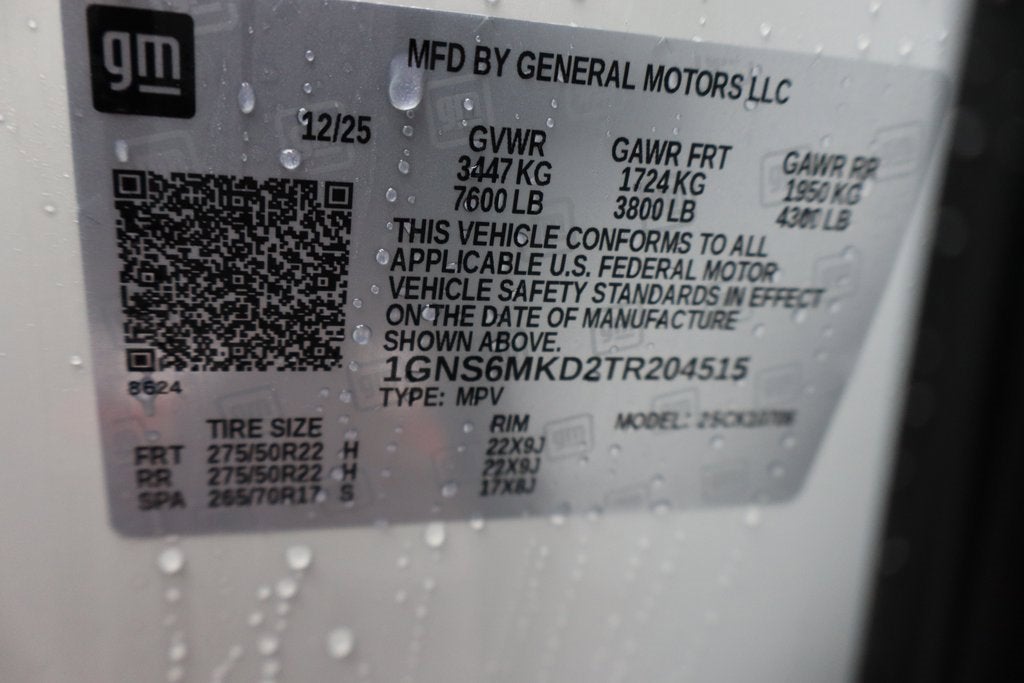 gm
MFD BY GENERAL MOTORS LLC
12/25
GVWR GAWR FRT GAWR RR
3447 KG 1724 KG 1950 KG
7600 LB 3800 LB 4300 LB
THIS VEHICLE CONFORMS TO ALL
APPLICABLE U.S. FEDERAL MOTOR
VEHICLE SAFETY STANDARDS IN EFFECT
ON THE DATE OF MANUFACTURE
SHOWN ABOVE.
1GNS6MKD2TR204515
8624
TYPE: MPV
TIRE SIZE RIM MODEL:
FRT 275/50R22 H 22X9J
RR 275/50R22 H 22X9J
SPA 265/70R17 S 17X8J